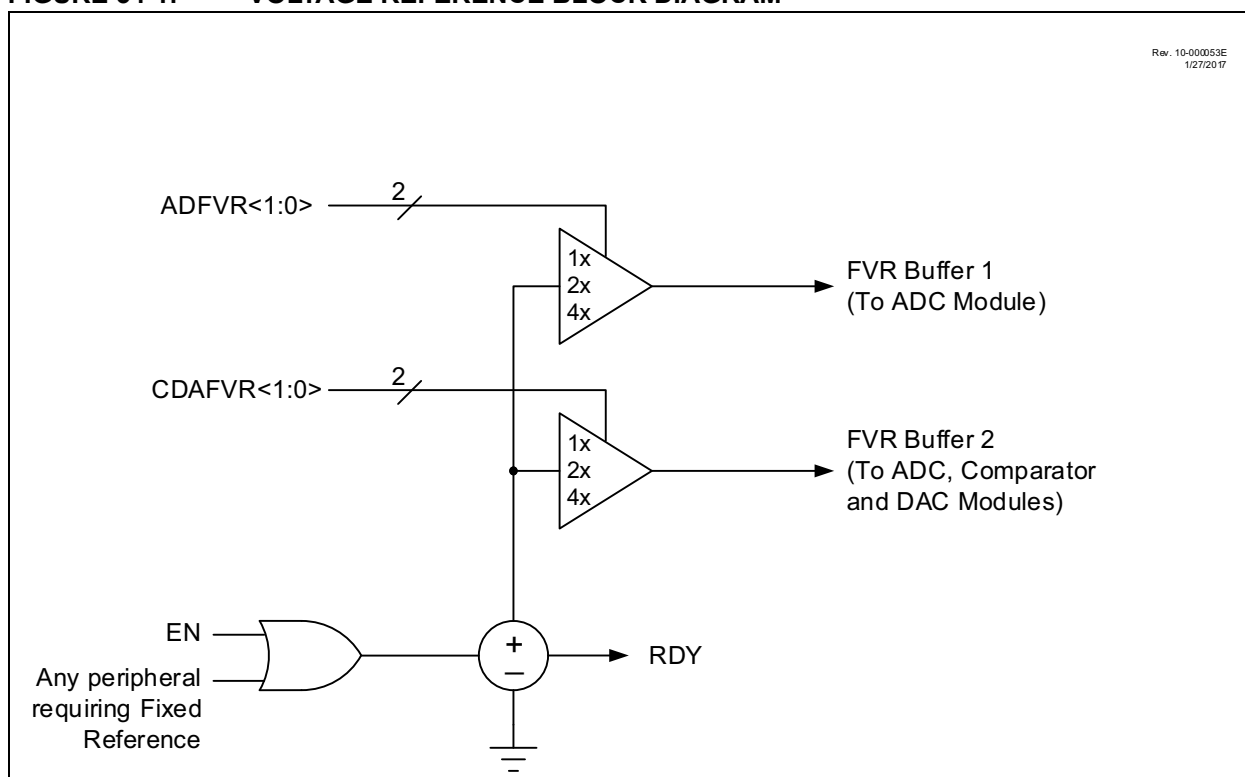 Rev. 10-000053E
1/27/2017
ADFVR<1:0>
2
1x
2x
4x
FVR Buffer 1
(To ADC Module)
CDAFVR<1:0>
2
1x
2x
4x
FVR Buffer 2
(To ADC, Comparator
and DAC Modules)
EN
Any peripheral
requiring Fixed
Reference
+
–
RDY